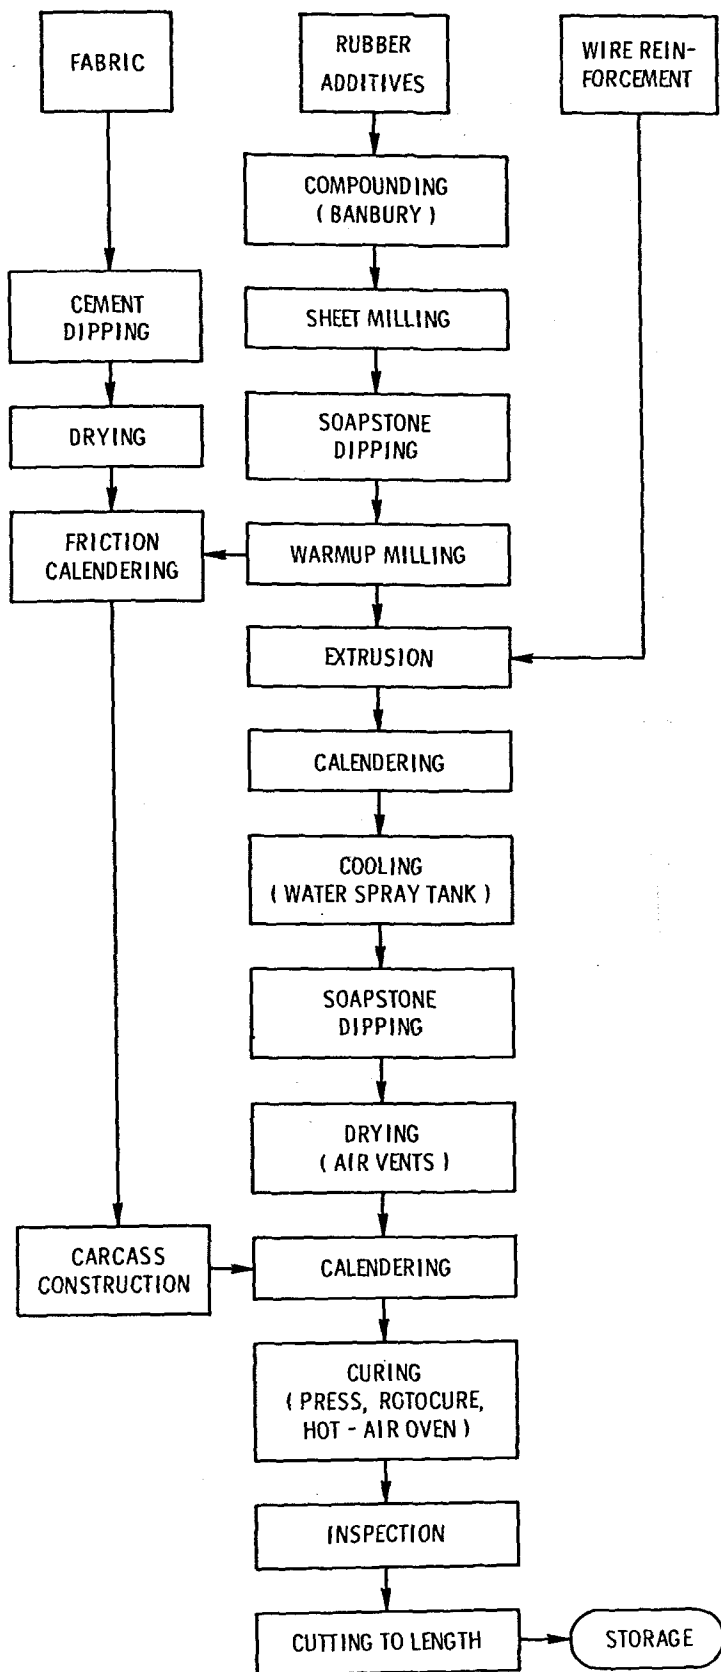 FABRIC
RUBBER
ADDITIVES
WIRE REIN-
FORCEMENT
COMPOUNDING
( BANBURY )
CEMENT
DIPPING
SHEET MILLING
DRYING
SOAPSTONE
DIPPING
FRICTION
CALENDERING
WARMUP MILLING
EXTRUSION
CALENDERING
COOLING
( WATER SPRAY TANK )
SOAPSTONE
DIPPING
DRYING
( AIR VENTS )
CARCASS
CONSTRUCTION
CALENDERING
CURING
( PRESS, ROTOCURE,
HOT - AIR OVEN )
INSPECTION
CUTTING TO LENGTH
STORAGE